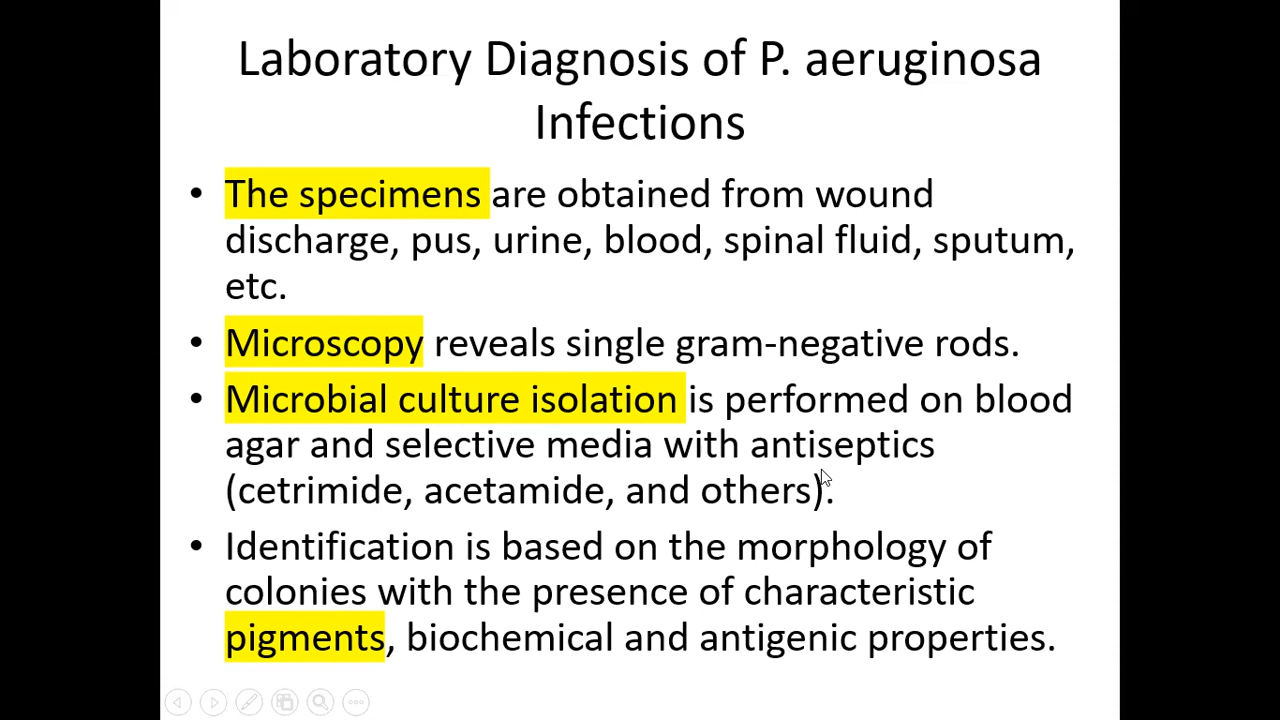 Laboratory Diagnosis of P. aeruginosa
Infections
• The specimens are obtained from wound
discharge, pus, urine, blood, spinal fluid, sputum,
etc.
• Microscopy reveals single gram-negative rods.
• Microbial culture isolation is performed on blood
agar and selective media with antiseptics
(cetrimide, acetamide, and others).
• Identification is based on the morphology of
colonies with the presence of characteristic
pigments, biochemical and antigenic properties.